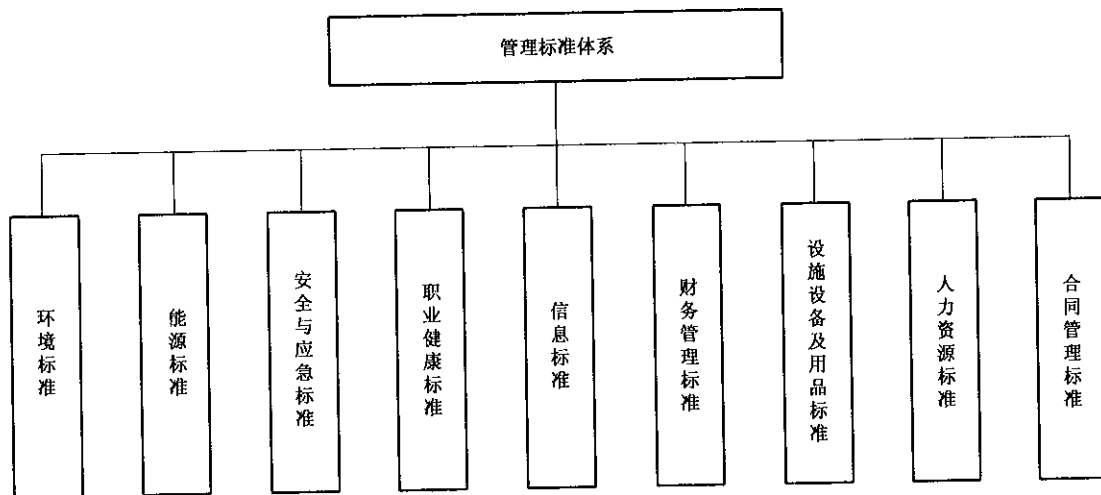 管理标准体系
环境标准
能源标准
安全与应急标准
职业健康标准
信息标准
财务管理标准
设施设备及用品标准
人力资源标准
合同管理标准